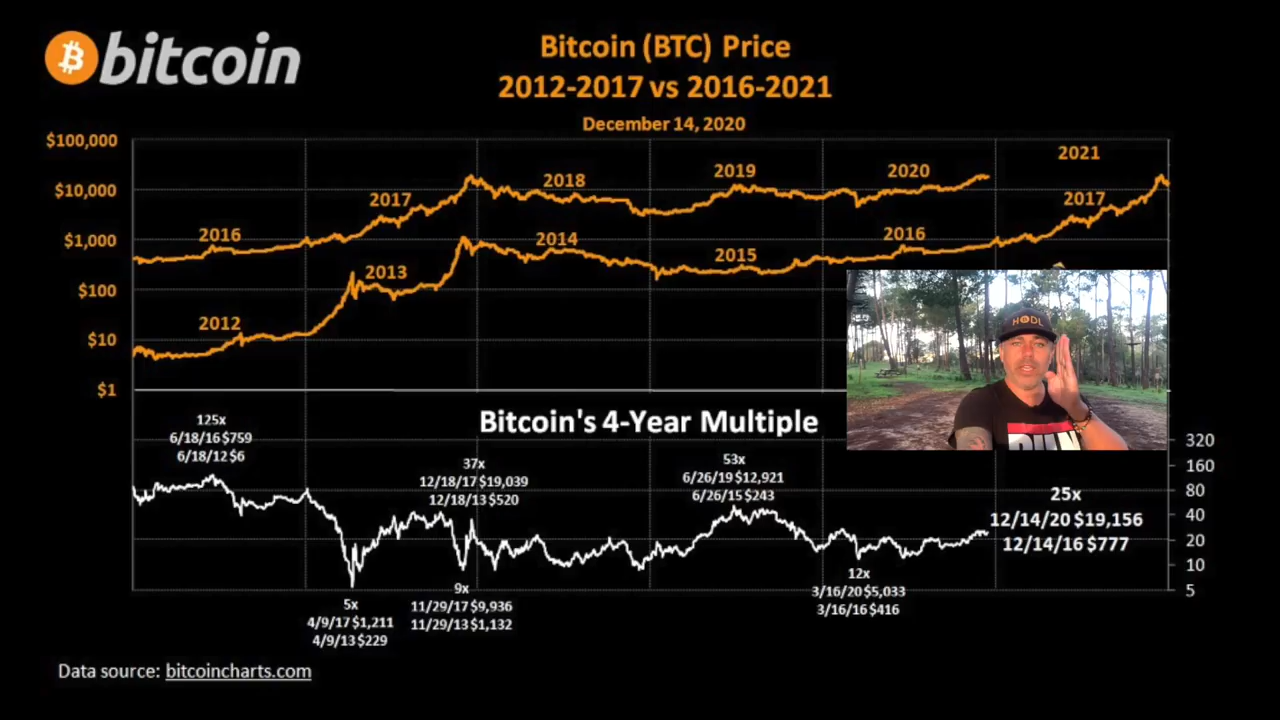 bitcoin
Bitcoin (BTC) Price
2012-2017 vs 2016-2021
December 14, 2020
$100,000
$10,000
$1,000
$100
$10
$1
2016
2017
2018
2019
2020
2021
2012
2013
2014
2015
2016
2017
HODL
Bitcoin's 4-Year Multiple
125x
6/18/16 $759
6/18/12 $6
37x
12/18/17 $19,039
12/18/13 $520
53x
6/26/19 $12,921
6/26/15 $243
25x
12/14/20 $19,156
12/14/16 $777
320
160
80
40
20
10
5
5x
4/9/17 $1,211
4/9/13 $229
9x
11/29/17 $9,936
11/29/13 $1,132
12x
3/16/20 $5,033
3/16/16 $416
Data source: bitcoincharts.com